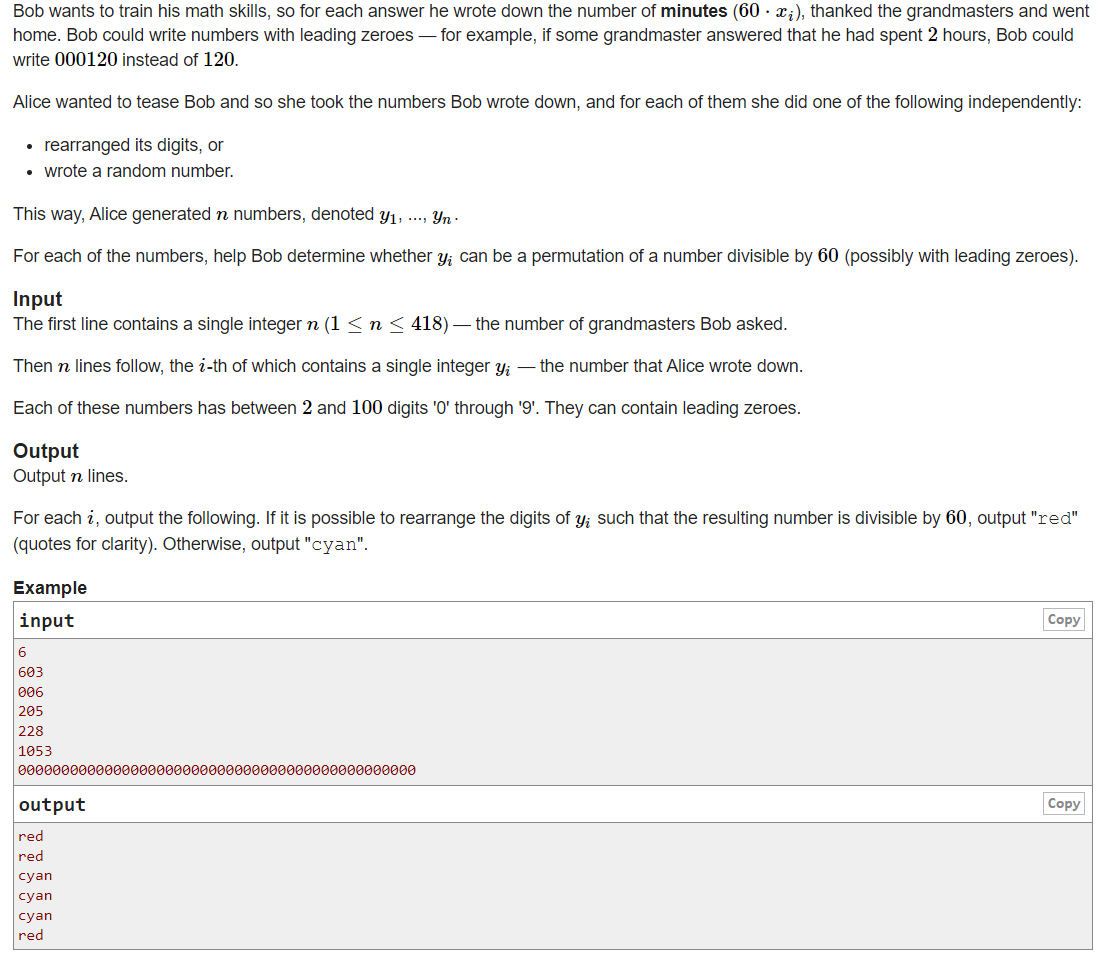 Bob wants to train his math skills, so for each answer he wrote down the number of minutes (60 · xᵢ), thanked the grandmasters and went
home. Bob could write numbers with leading zeroes — for example, if some grandmaster answered that he had spent 2 hours, Bob could
write 000120 instead of 120.
Alice wanted to tease Bob and so she took the numbers Bob wrote down, and for each of them she did one of the following independently:
• rearranged its digits, or
• wrote a random number.
This way, Alice generated n numbers, denoted y₁, ..., yₙ.
For each of the numbers, help Bob determine whether yᵢ can be a permutation of a number divisible by 60 (possibly with leading zeroes).
Input
The first line contains a single integer n (1 ≤ n ≤ 418) — the number of grandmasters Bob asked.
Then n lines follow, the i-th of which contains a single integer yᵢ — the number that Alice wrote down.
Each of these numbers has between 2 and 100 digits '0' through '9'. They can contain leading zeroes.
Output
Output n lines.
For each i, output the following. If it is possible to rearrange the digits of yᵢ such that the resulting number is divisible by 60, output "red"
(quotes for clarity). Otherwise, output "cyan".
Example
input
Copy
6
603
006
205
228
1053
0000000000000000000000000000000000000000000000
output
Copy
red
red
cyan
cyan
cyan
red